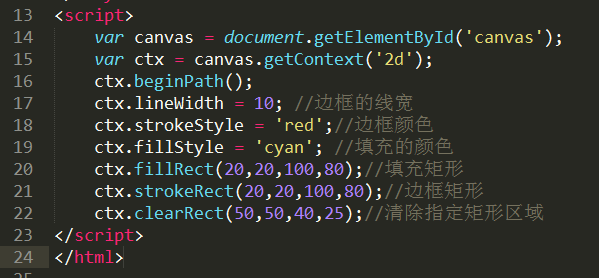 13 <script>
14 var canvas = document.getElementById('canvas');
15 var ctx = canvas.getContext('2d');
16 ctx.beginPath();
17 ctx.lineWidth = 10; //边框的线宽
18 ctx.strokeStyle = 'red';//边框颜色
19 ctx.fillStyle = 'cyan'; //填充的颜色
20 ctx.fillRect(20,20,100,80);//填充矩形
21 ctx.strokeRect(20,20,100,80);//边框矩形
22 ctx.clearRect(50,50,40,25);//清除指定矩形区域
23 </script>
24 </html>